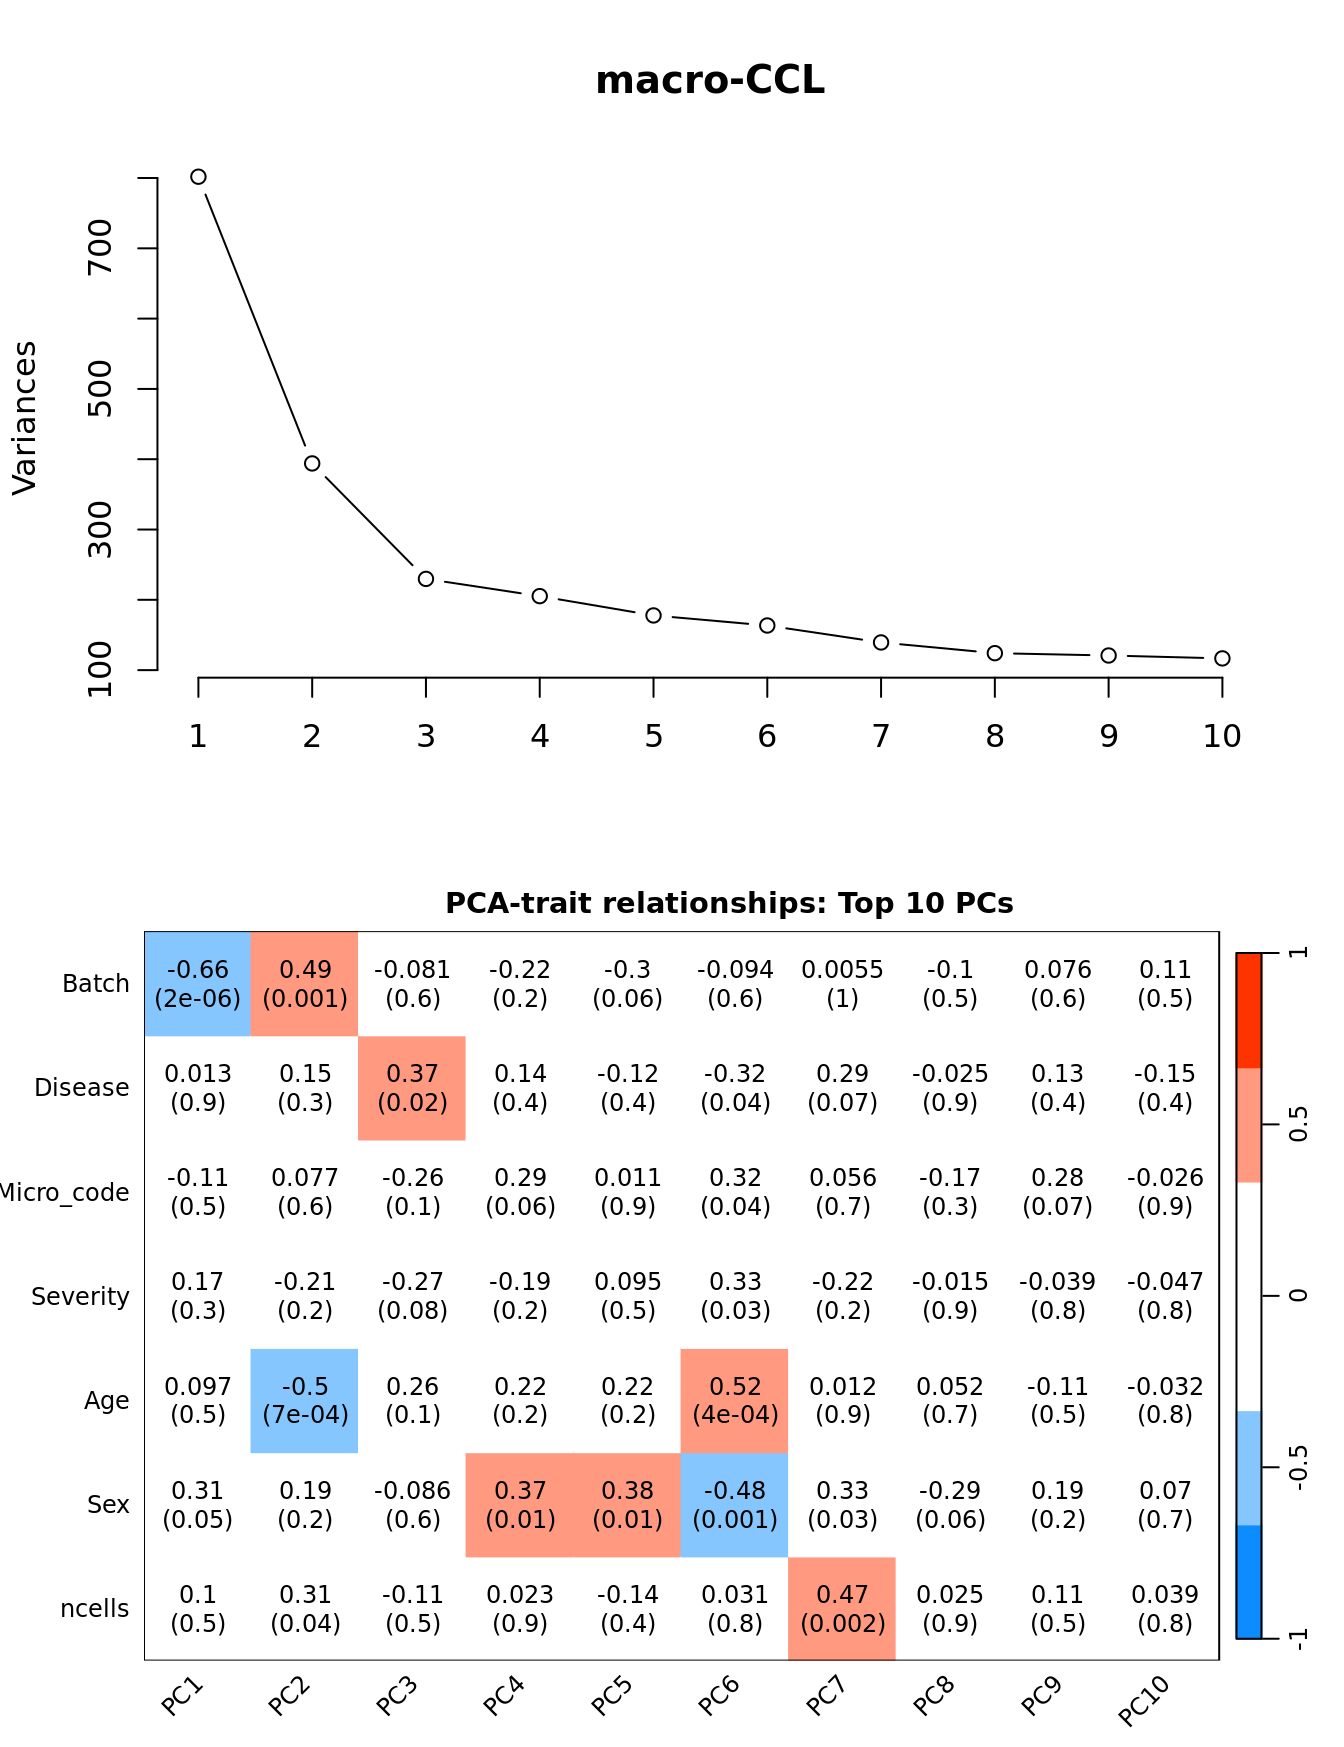 macro-CCL
Variances
700
500
300
100
1 2 3 4 5 6 7 8 9 10
PCA-trait relationships: Top 10 PCs
Batch -0.66 0.49 -0.081 -0.22 -0.3 -0.094 0.0055 -0.1 0.076 0.11
(2e-06) (0.001) (0.6) (0.2) (0.06) (0.6) (1) (0.5) (0.6) (0.5)
Disease 0.013 0.15 0.37 0.14 -0.12 -0.32 0.29 -0.025 0.13 -0.15
(0.9) (0.3) (0.02) (0.4) (0.4) (0.04) (0.07) (0.9) (0.4) (0.4)
Micro_code -0.11 0.077 -0.26 0.29 0.011 0.32 0.056 -0.17 0.28 -0.026
(0.5) (0.6) (0.1) (0.06) (0.9) (0.04) (0.7) (0.3) (0.07) (0.9)
Severity 0.17 -0.21 -0.27 -0.19 0.095 0.33 -0.22 -0.015 -0.039 -0.047
(0.3) (0.2) (0.08) (0.2) (0.5) (0.03) (0.2) (0.9) (0.8) (0.8)
Age 0.097 -0.5 0.26 0.22 0.22 0.52 0.012 0.052 -0.11 -0.032
(0.5) (7e-04) (0.1) (0.2) (0.2) (4e-04) (0.9) (0.7) (0.5) (0.8)
Sex 0.31 0.19 -0.086 0.37 0.38 -0.48 0.33 -0.29 0.19 0.07
(0.05) (0.2) (0.6) (0.01) (0.01) (0.001) (0.03) (0.06) (0.2) (0.7)
ncells 0.1 0.31 -0.11 0.023 -0.14 0.031 0.47 0.025 0.11 0.039
(0.5) (0.04) (0.5) (0.9) (0.4) (0.8) (0.002) (0.9) (0.5) (0.8)
PC1 PC2 PC3 PC4 PC5 PC6 PC7 PC8 PC9 PC10
1
0.5
0
-0.5
-1